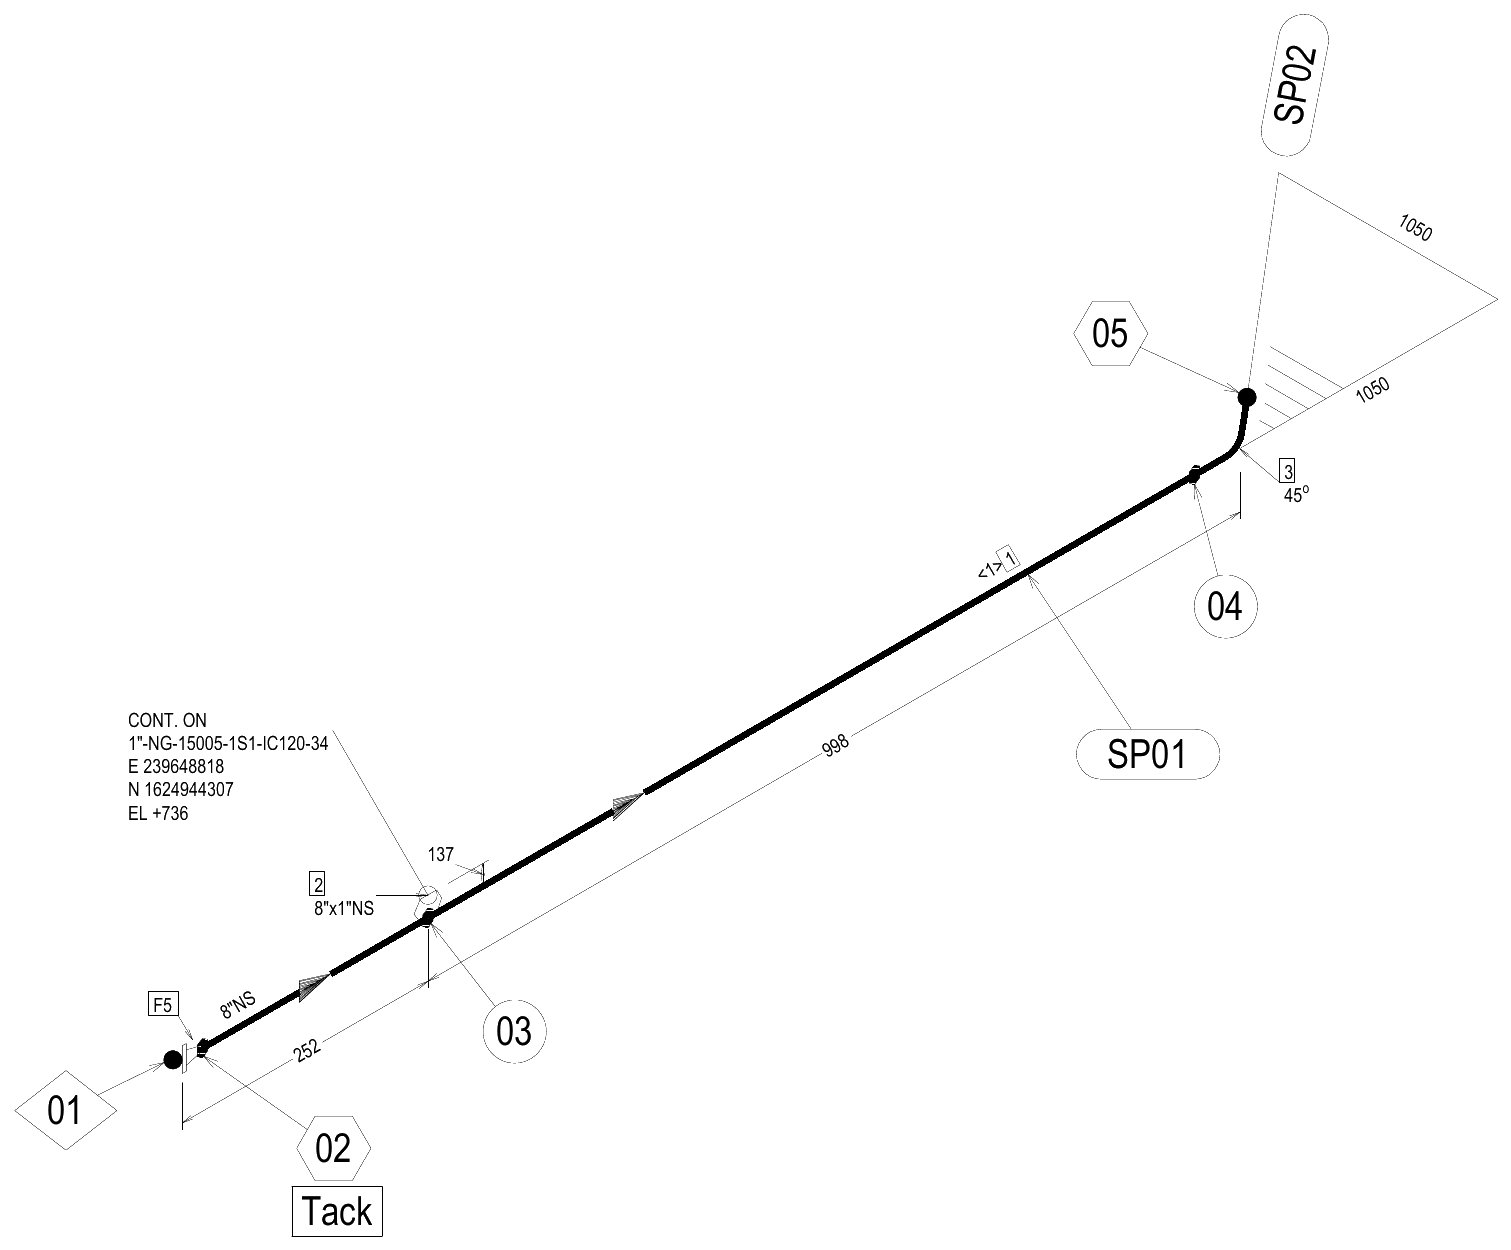 SP02
1050
05
1050
3
45°
<1> 1
04
998
SP01
CONT. ON
1"-NG-15005-1S1-IC120-34
E 239648818
N 1624944307
EL +736
137
2
8"x1"NS
8"NS
F5
03
252
01
02
Tack